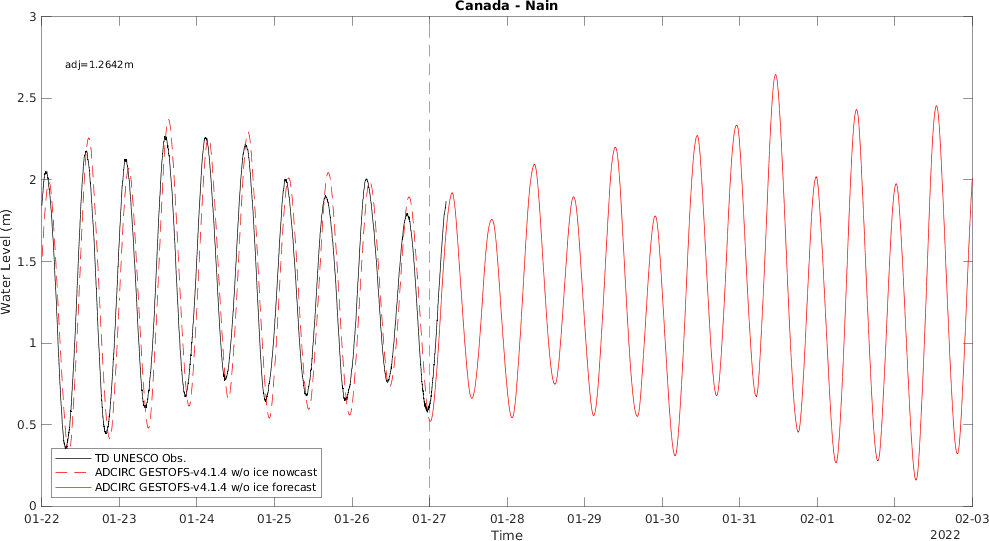 Canada - Nain
3
adj=1.2642m
2.5
2
1.5
1
0.5
0
Water Level (m)
TD UNESCO Obs.
ADCIRC GESTOFS-v4.1.4 w/o ice nowcast
ADCIRC GESTOFS-v4.1.4 w/o ice forecast
01-22 01-23 01-24 01-25 01-26 01-27 01-28 01-29 01-30 01-31 02-01 02-02 02-03
Time
2022